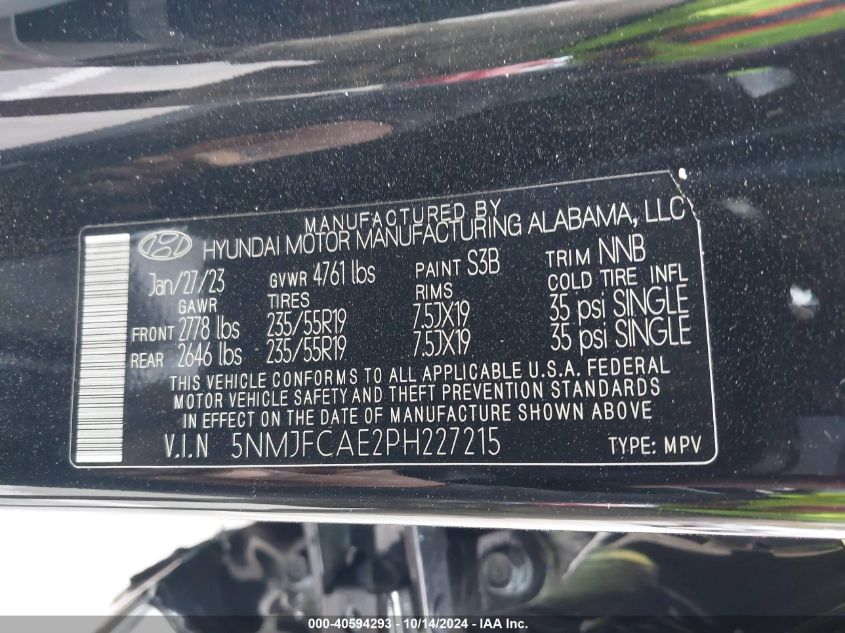 MANUFACTURED BY
HYUNDAI MOTOR MANUFACTURING ALABAMA, LLC
Jan/27/23 GVWR 4761 lbs PAINT S3B TRIM NNB
GAWR TIRES RIMS COLD TIRE INFL
FRONT 2778 lbs 235/55R19 7.5JX19 35 psi SINGLE
REAR 2646 lbs 235/55R19 7.5JX19 35 psi SINGLE
THIS VEHICLE CONFORMS TO ALL APPLICABLE U.S.A. FEDERAL
MOTOR VEHICLE SAFETY AND THEFT PREVENTION STANDARDS
IN EFFECT ON THE DATE OF MANUFACTURE SHOWN ABOVE
V.I.N 5NMJFCAE2PH227215 TYPE: MPV
000-40594293 - 10/14/2024 - IAA Inc.